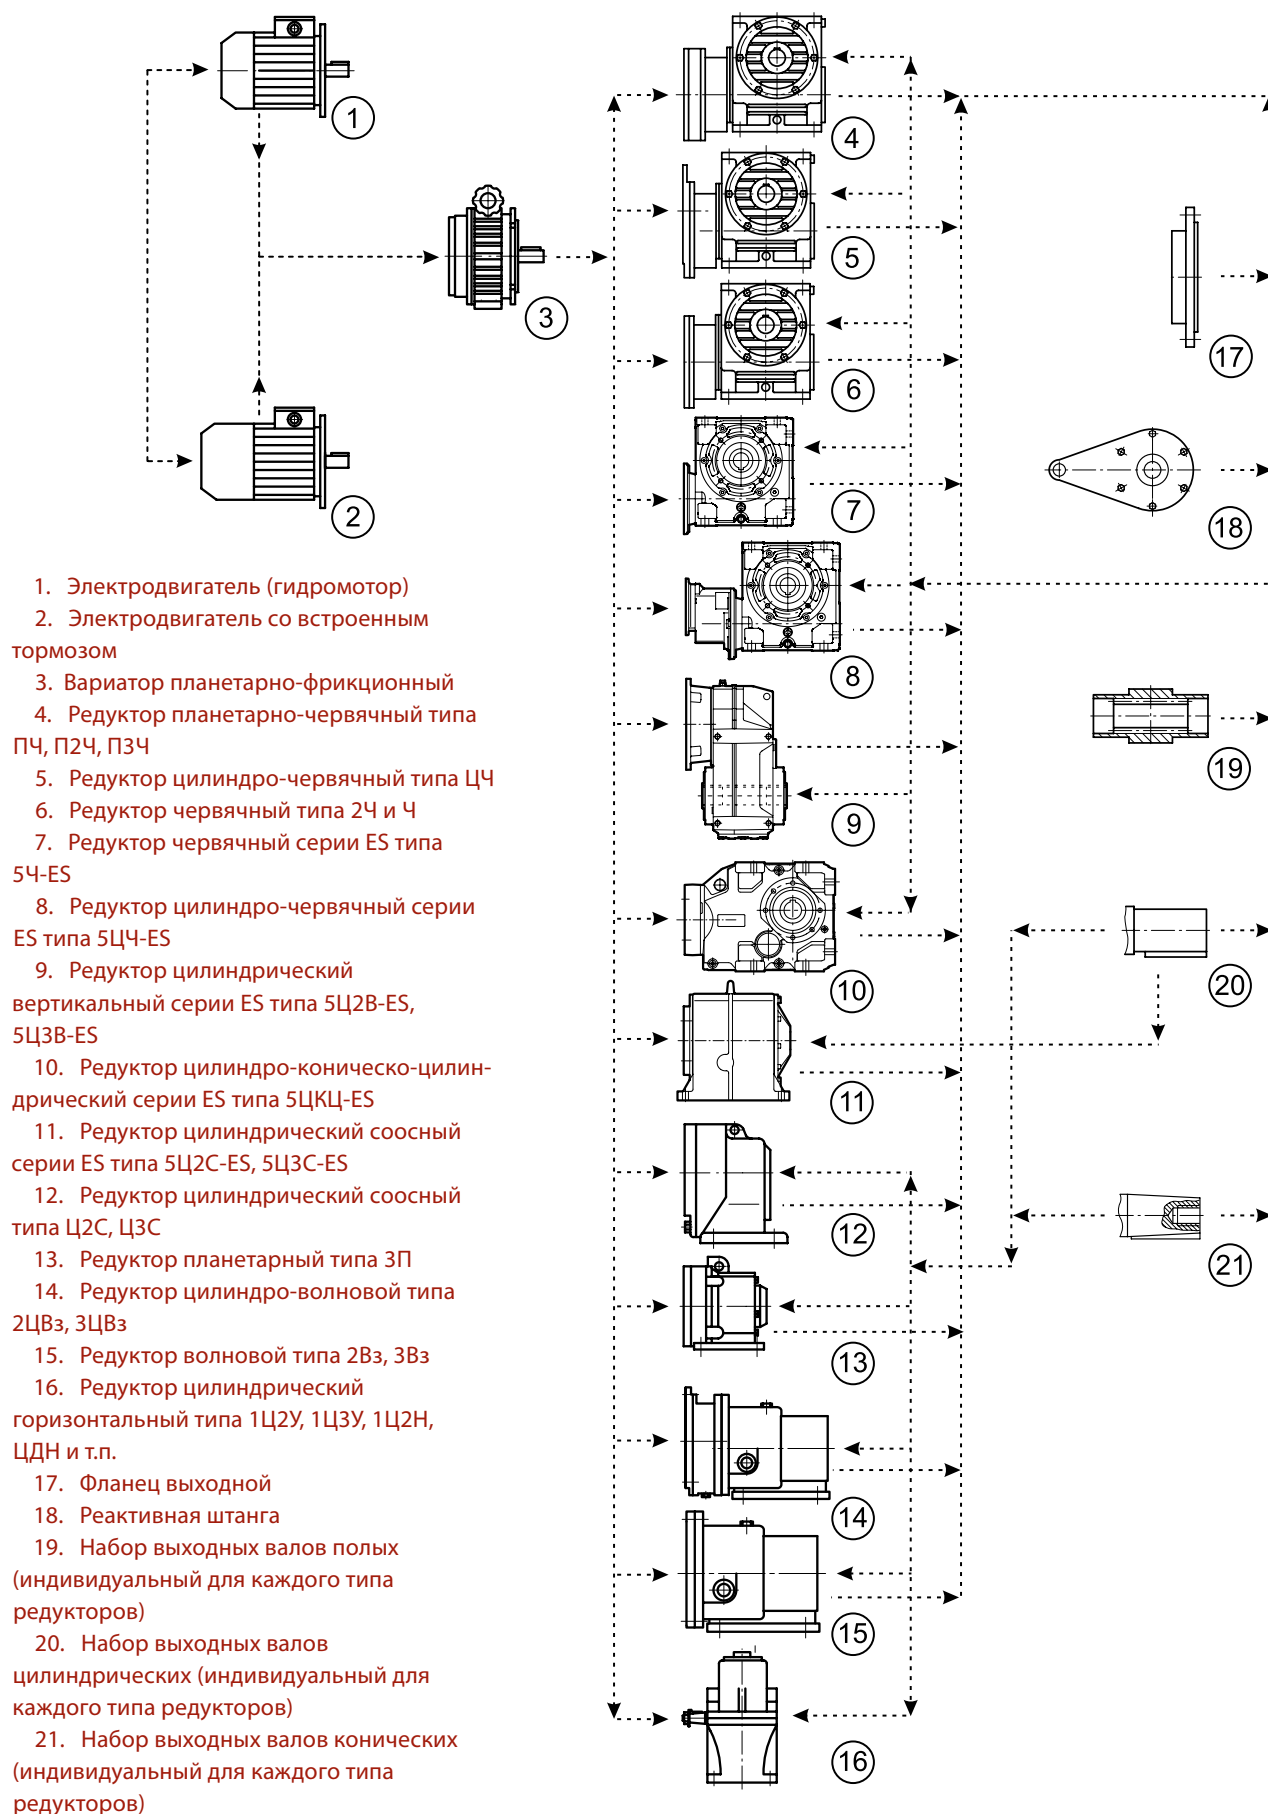 1
2
3
4
5
6
7
8
9
10
11
12
13
14
15
16
17
18
19
20
21
1. Электродвигатель (гидромотор)
2. Электродвигатель со встроенным
тормозом
3. Вариатор планетарно-фрикционный
4. Редуктор планетарно-червячный типа
ПЧ, П2Ч, П3Ч
5. Редуктор цилиндро-червячный типа ЦЧ
6. Редуктор червячный типа 2Ч и Ч
7. Редуктор червячный серии ES типа
5Ч-ES
8. Редуктор цилиндро-червячный серии
ES типа 5ЦЧ-ES
9. Редуктор цилиндрический
вертикальный серии ES типа 5Ц2В-ES,
5Ц3В-ES
10. Редуктор цилиндро-коническо-цилин-
дрический серии ES типа 5ЦКЦ-ES
11. Редуктор цилиндрический соосный
серии ES типа 5Ц2С-ES, 5Ц3С-ES
12. Редуктор цилиндрический соосный
типа Ц2С, Ц3С
13. Редуктор планетарный типа 3П
14. Редуктор цилиндро-волновой типа
2ЦВз, 3ЦВз
15. Редуктор волновой типа 2Вз, 3Вз
16. Редуктор цилиндрический
горизонтальный типа 1Ц2У, 1Ц3У, 1Ц2Н,
ЦДН и т.п.
17. Фланец выходной
18. Реактивная штанга
19. Набор выходных валов полых
(индивидуальный для каждого типа
редукторов)
20. Набор выходных валов
цилиндрических (индивидуальный для
каждого типа редукторов)
21. Набор выходных валов конических
(индивидуальный для каждого типа
редукторов)